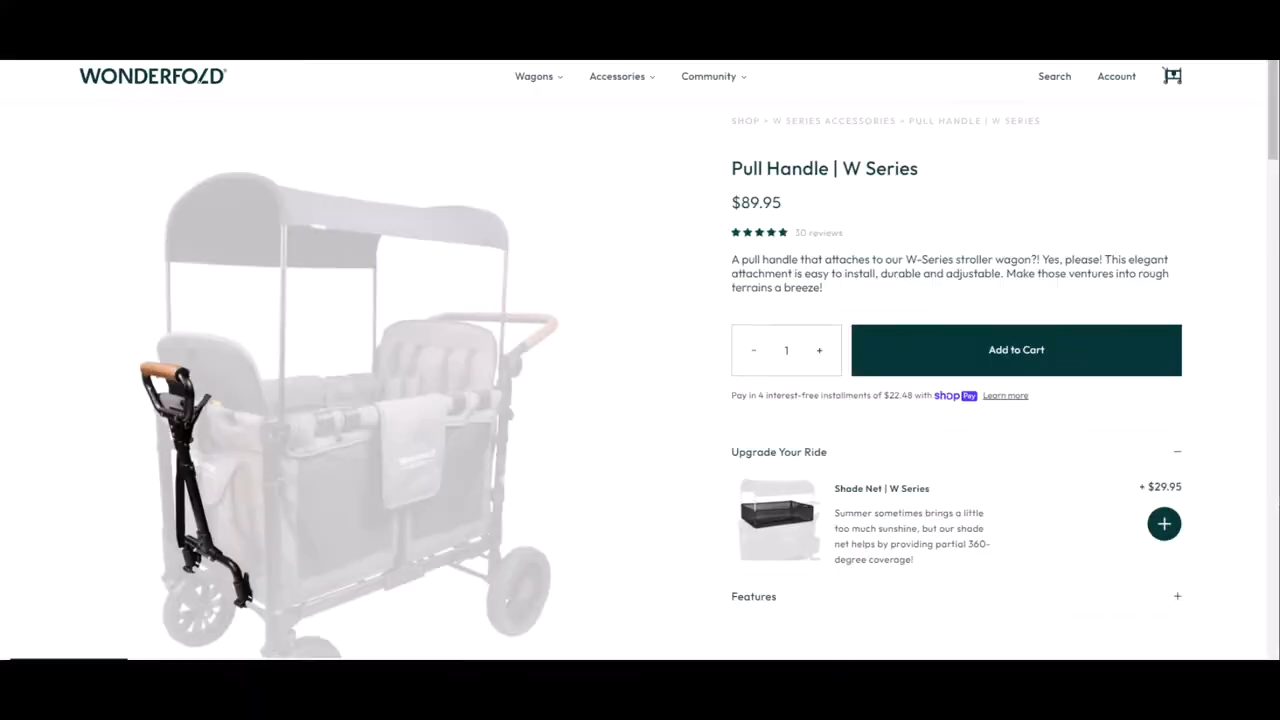 WONDERFOLD
Wagons
Accessories
Community
Search
Account
SHOP > W SERIES ACCESSORIES > PULL HANDLE | W SERIES
Pull Handle | W Series
$89.95
30 reviews
A pull handle that attaches to our W-Series stroller wagon?! Yes, please! This elegant
attachment is easy to install, durable and adjustable. Make those ventures into rough
terrains a breeze!
- 1 +
Add to Cart
Pay in 4 interest-free installments of $22.48 with shop Pay Learn more
Upgrade Your Ride −
Shade Net | W Series
+ $29.95
Summer sometimes brings a little
too much sunshine, but our shade
net helps by providing partial 360-
degree coverage!
Features +